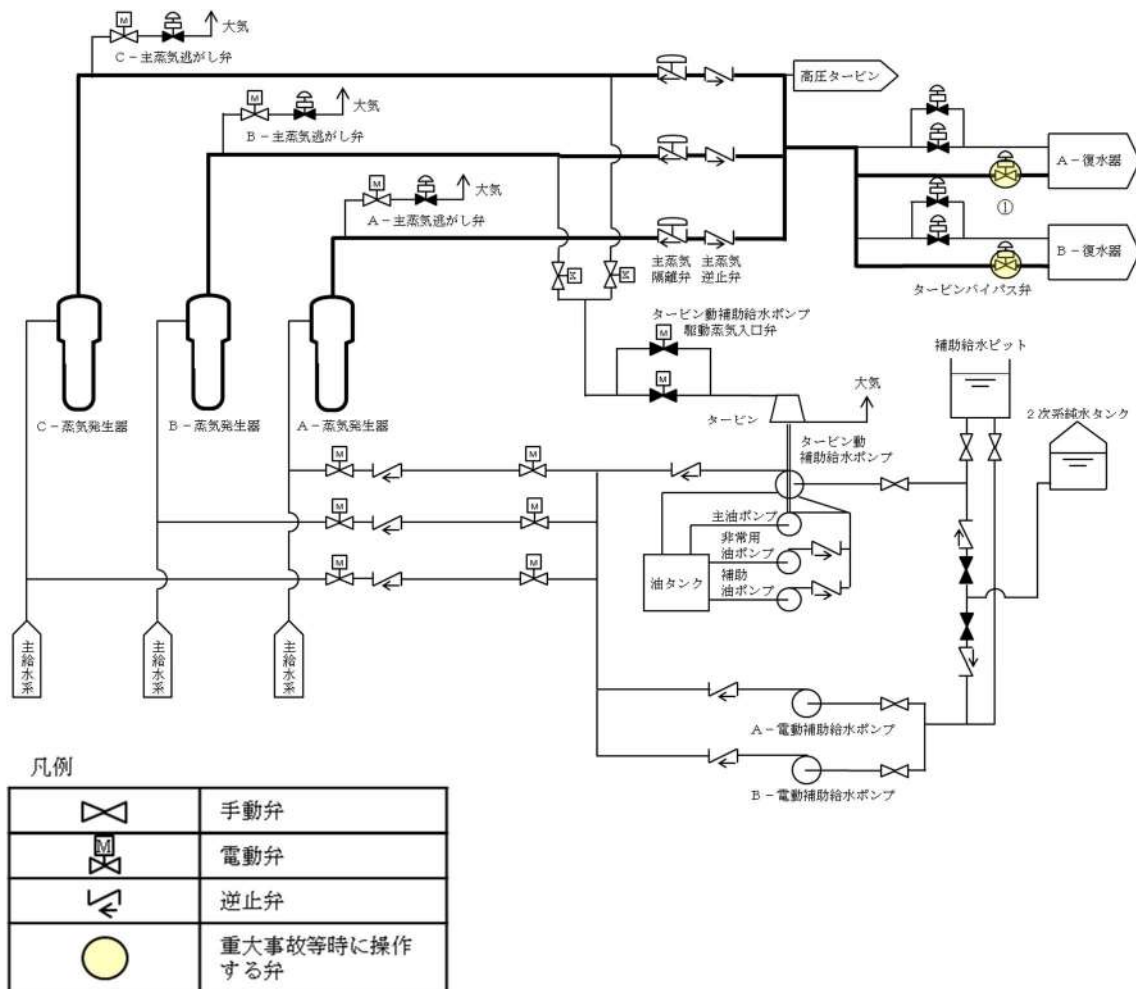 M
大気
C－主蒸気逃がし弁
高圧タービン
M
大気
B－主蒸気逃がし弁
A－復水器
M
大気
①
A－主蒸気逃がし弁
B－復水器
主蒸気
隔離弁
主蒸気
逆止弁
タービンバイパス弁
M
M
タービン動補助給水ポンプ
駆動蒸気入口弁
M
M
補助給水ピット
大気
タービン
2次系純水タンク
C－蒸気発生器
B－蒸気発生器
A－蒸気発生器
タービン動
補助給水ポンプ
M
M
M
M
M
M
主油ポンプ
非常用
油ポンプ
補助
油ポンプ
油タンク
主給水系
主給水系
主給水系
A－電動補助給水ポンプ
B－電動補助給水ポンプ
凡例
手動弁
M
電動弁
逆止弁
重大事故等時に操作
する弁